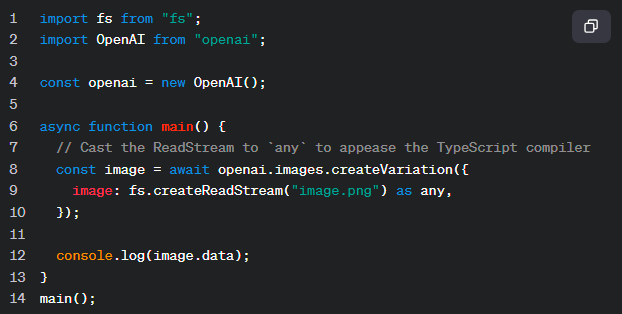 1 import fs from "fs";
2 import OpenAI from "openai";
3
4 const openai = new OpenAI();
5
6 async function main() {
7   // Cast the ReadStream to `any` to appease the TypeScript compiler
8   const image = await openai.images.createVariation({
9     image: fs.createReadStream("image.png") as any,
10   });
11
12   console.log(image.data);
13 }
14 main();